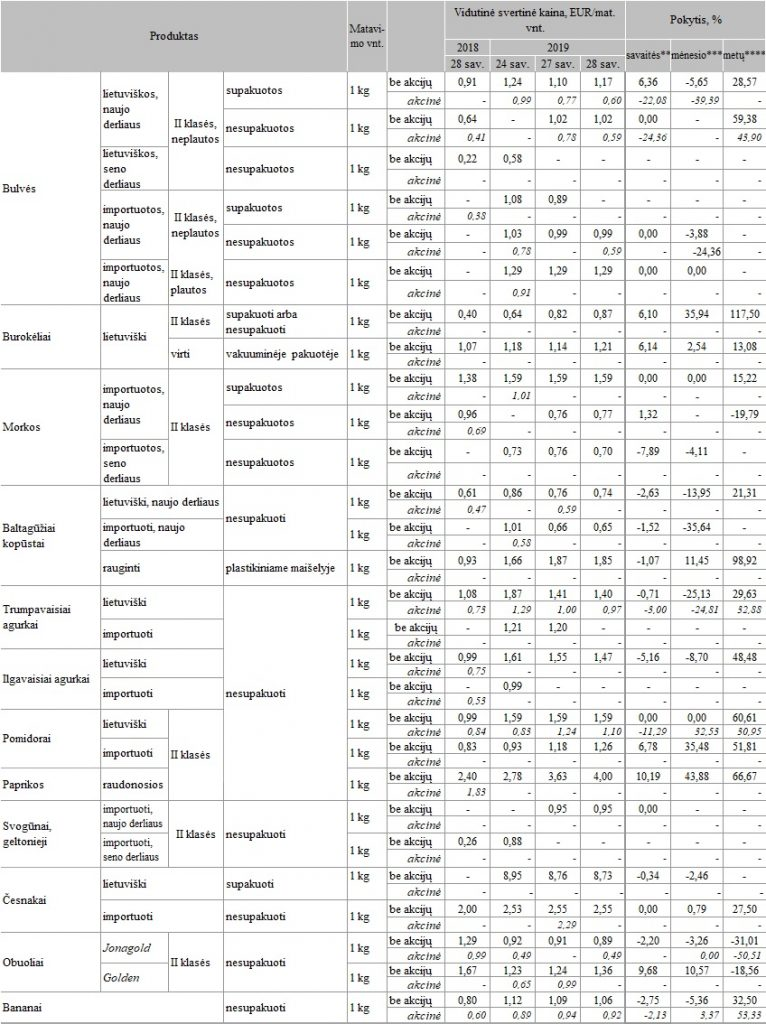 Produktas Matavi-mo vnt. Vidutinė svertinė kaina, EUR/mat. vnt. Pokytis, %
2018 2019 savaitės** mėnesio*** metų****
28 sav. 24 sav. 27 sav. 28 sav.
Bulvės lietuviškos, naujo derliaus II klasės, neplautos supakuotos 1 kg be akcijų 0,91 1,24 1,10 1,17 6,36 -5,65 28,57
akcinė - 0,99 0,77 0,60 -22,08 -39,39 -
nesupakuotos 1 kg be akcijų 0,64 - 1,02 1,02 0,00 - 59,38
akcinė 0,41 - 0,78 0,59 -24,36 - 43,90
lietuviškos, seno derliaus nesupakuotos 1 kg be akcijų 0,22 0,58 - - - - -
akcinė - - - - - - -
importuotos, naujo derliaus II klasės, neplautos supakuotos 1 kg be akcijų - 1,08 0,89 - - - -
akcinė 0,38 - - - - - -
nesupakuotos 1 kg be akcijų - 1,03 0,99 0,99 0,00 -3,88 -
akcinė - 0,78 - 0,59 - -24,36 -
importuotos, naujo derliaus II klasės, plautos nesupakuotos 1 kg be akcijų - 1,29 1,29 1,29 0,00 0,00 -
akcinė - 0,91 - - - - -
Burokėliai lietuviški II klasės supakuoti arba nesupakuoti 1 kg be akcijų 0,40 0,64 0,82 0,87 6,10 35,94 117,50
akcinė - - - - - - -
virti vakuuminėje pakuotėje 1 kg be akcijų 1,07 1,18 1,14 1,21 6,14 2,54 13,08
akcinė - - - - - - -
Morkos importuotos, naujo derliaus II klasės supakuotos 1 kg be akcijų 1,38 1,59 1,59 1,59 0,00 0,00 15,22
akcinė - 1,01 - - - - -
nesupakuotos 1 kg be akcijų 0,96 - 0,76 0,77 1,32 - -19,79
akcinė 0,69 - - - - - -
importuotos, seno derliaus nesupakuotos 1 kg be akcijų - 0,73 0,76 0,70 -7,89 -4,11 -
akcinė - - - - - - -
Baltagūžiai kopūstai lietuviški, naujo derliaus nesupakuoti 1 kg be akcijų 0,61 0,86 0,76 0,74 -2,63 -13,95 21,31
akcinė 0,47 - 0,59 - - - -
importuoti, naujo derliaus 1 kg be akcijų - 1,01 0,66 0,65 -1,52 -35,64 -
akcinė - 0,58 - - - - -
rauginti plastikiniame maišelyje 1 kg be akcijų 0,93 1,66 1,87 1,85 -1,07 11,45 98,92
akcinė - - - - - - -
Trumpavaisiai agurkai lietuviški nesupakuoti 1 kg be akcijų 1,08 1,87 1,41 1,40 -0,71 -25,13 29,63
akcinė 0,73 1,29 1,00 0,97 -3,00 -24,81 32,88
importuoti 1 kg be akcijų - 1,21 1,20 - - - -
akcinė - - - - - - -
Ilgavaisiai agurkai lietuviški 1 kg be akcijų 0,99 1,61 1,55 1,47 -5,16 -8,70 48,48
akcinė 0,75 - - - - - -
importuoti 1 kg be akcijų - 0,99 - - - - -
akcinė 0,53 - - - - - -
Pomidorai lietuviški II klasės 1 kg be akcijų 0,99 1,59 1,59 1,59 0,00 0,00 60,61
akcinė 0,84 0,83 1,24 1,10 -11,29 32,53 30,95
importuoti 1 kg be akcijų 0,83 0,93 1,18 1,26 6,78 35,48 51,81
akcinė - - - - - - -
Paprikos raudonosios 1 kg be akcijų 2,40 2,78 3,63 4,00 10,19 43,88 66,67
akcinė 1,83 - - - - - -
Svogūnai, geltonieji importuoti, naujo derliaus II klasės nesupakuoti 1 kg be akcijų - - 0,95 0,95 0,00 - -
akcinė - - - - - - -
importuoti, seno derliaus 1 kg be akcijų 0,26 0,88 - - - - -
akcinė - - - - - - -
Česnakai lietuviški supakuoti 1 kg be akcijų - 8,95 8,76 8,73 -0,34 -2,46 -
akcinė - - - - - - -
importuoti nesupakuoti 1 kg be akcijų 2,00 2,53 2,55 2,55 0,00 0,79 27,50
akcinė - - 2,29 - - - -
Obuoliai Jonagold II klasės nesupakuoti 1 kg be akcijų 1,29 0,92 0,91 0,89 -2,20 -3,26 -31,01
akcinė 0,99 0,49 - 0,49 - 0,00 -50,51
Golden 1 kg be akcijų 1,67 1,23 1,24 1,36 9,68 10,57 -18,56
akcinė - 0,65 0,99 - - - -
Bananai nesupakuoti 1 kg be akcijų 0,80 1,12 1,09 1,06 -2,75 -5,36 32,50
akcinė 0,60 0,89 0,94 0,92 -2,13 3,37 53,33